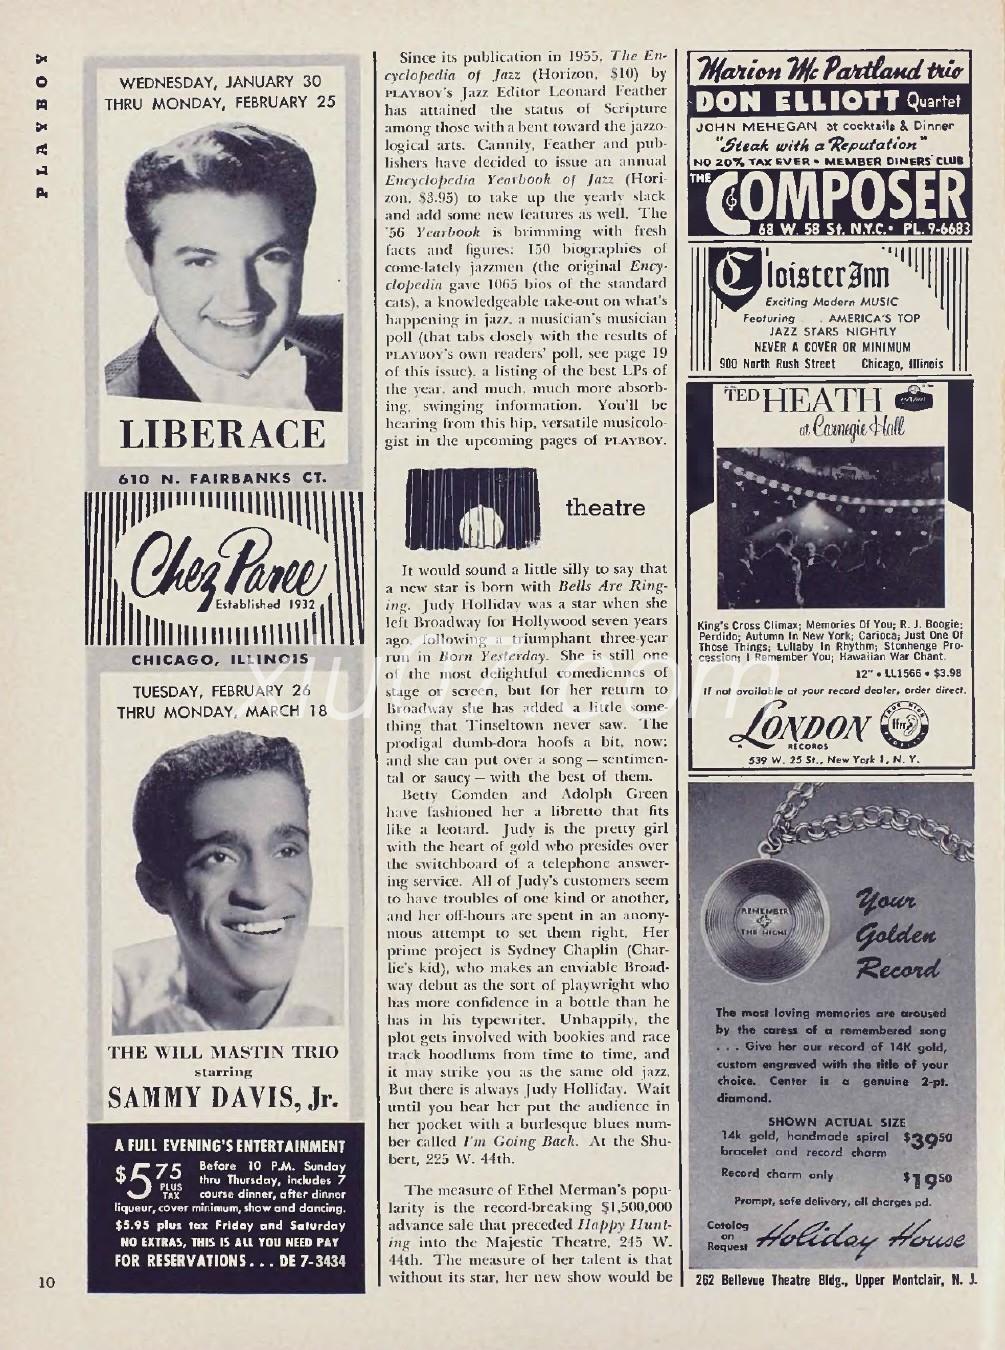 PLAYBOY
WEDNESDAY, JANUARY 30
THRU MONDAY, FEBRUARY 25
LIBERACE
610 N. FAIRBANKS CT.
Chez Paree
Established 1932
CHICAGO, ILLINOIS
TUESDAY, FEBRUARY 26
THRU MONDAY, MARCH 18
THE WILL MASTIN TRIO
starring
SAMMY DAVIS, Jr.
A FULL EVENING'S ENTERTAINMENT
$5.75 PLUS TAX
Before 10 P.M. Sunday
thru Thursday, includes 7
course dinner, after dinner
liqueur, cover minimum, show and dancing.
$5.95 plus tax Friday and Saturday
NO EXTRAS, THIS IS ALL YOU NEED PAY
FOR RESERVATIONS... DE 7-3434
10
Since its publication in 1955, The En-
cyclopedia of Jazz (Horizon, $10) by
PLAYBOY'S Jazz Editor Leonard Feather
has attained the status of Scripture
among those with a bent toward the jazzo-
logical arts. Cannily, Feather and pub-
lishers have decided to issue an annual
Encyclopedia Yearbook of Jazz (Hori-
zon, $3.95) to take up the yearly slack
and add some new features as well. The
'56 Yearbook is brimming with fresh
facts and figures: 150 biographies of
come-lately jazzmen (the original Ency-
clopedia gave 1065 bios of the standard
cats), a knowledgeable take-out on what's
happening in jazz, a musician's musician
poll (that tabs closely with the results of
PLAYBOY'S own readers' poll, see page 19
of this issue), a listing of the best LPs of
the year, and much, much more absorb-
ing, swinging information. You'll be
hearing from this hip, versatile musicolo-
gist in the upcoming pages of PLAYBOY.
theatre
It would sound a little silly to say that
a new star is born with Bells Are Ring-
ing. Judy Holliday was a star when she
left Broadway for Hollywood seven years
ago, following a triumphant three-year
run in Born Yesterday. She is still one
of the most delightful comediennes of
stage or screen, but for her return to
Broadway she has added a little some-
thing that Tinseltown never saw. The
prodigal dumb-dora hoofs a bit, now;
and she can put over a song — sentimen-
tal or saucy — with the best of them.
Betty Comden and Adolph Green
have fashioned her a libretto that fits
like a leotard. Judy is the pretty girl
with the heart of gold who presides over
the switchboard of a telephone answer-
ing service. All of Judy's customers seem
to have troubles of one kind or another,
and her off-hours are spent in an anony-
mous attempt to set them right. Her
prime project is Sydney Chaplin (Char-
lie's kid), who makes an enviable Broad-
way debut as the sort of playwright who
has more confidence in a bottle than he
has in his typewriter. Unhappily, the
plot gets involved with bookies and race
track hoodlums from time to time, and
it may strike you as the same old jazz.
But there is always Judy Holliday. Wait
until you hear her put the audience in
her pocket with a burlesque blues num-
ber called I'm Going Back. At the Shu-
bert, 225 W. 44th.
The measure of Ethel Merman's popu-
larity is the record-breaking $1,500,000
advance sale that preceded Happy Hunt-
ing into the Majestic Theatre, 245 W.
44th. The measure of her talent is that
without its star, her new show would be
Marion Mc Partland trio
DON ELLIOTT Quartet
JOHN MEHEGAN at cocktails & Dinner
"Steak with a Reputation"
NO 20% TAX EVER • MEMBER DINERS' CLUB
THE COMPOSER
68 W. 58 St. N.Y.C. • PL. 9-6683
Cloister Inn
Exciting Modern MUSIC
Featuring . . AMERICA'S TOP
JAZZ STARS NIGHTLY
NEVER A COVER OR MINIMUM
900 North Rush Street Chicago, Illinois
TED HEATH
at Carnegie Hall
King's Cross Climax; Memories Of You; R. J. Boogie;
Perdido; Autumn In New York; Carioca; Just One Of
Those Things; Lullaby In Rhythm; Stonhenge Pro-
cession; I Remember You; Hawaiian War Chant.
12" • LL1566 • $3.98
If not available at your record dealer, order direct.
LONDON
RECORDS
ffrr
539 W. 25 St., New York 1, N. Y.
REMEMBER
THE NIGHT
Your
Golden
Record
The most loving memories are aroused
by the caress of a remembered song
. . . Give her our record of 14K gold,
custom engraved with the title of your
choice. Center is a genuine 2-pt.
diamond.
SHOWN ACTUAL SIZE
14k gold, handmade spiral
bracelet and record charm $39.50
Record charm only $19.50
Prompt, safe delivery, all charges pd.
Catalog
on
Request
Holiday House
262 Bellevue Theatre Bldg., Upper Montclair, N. J.